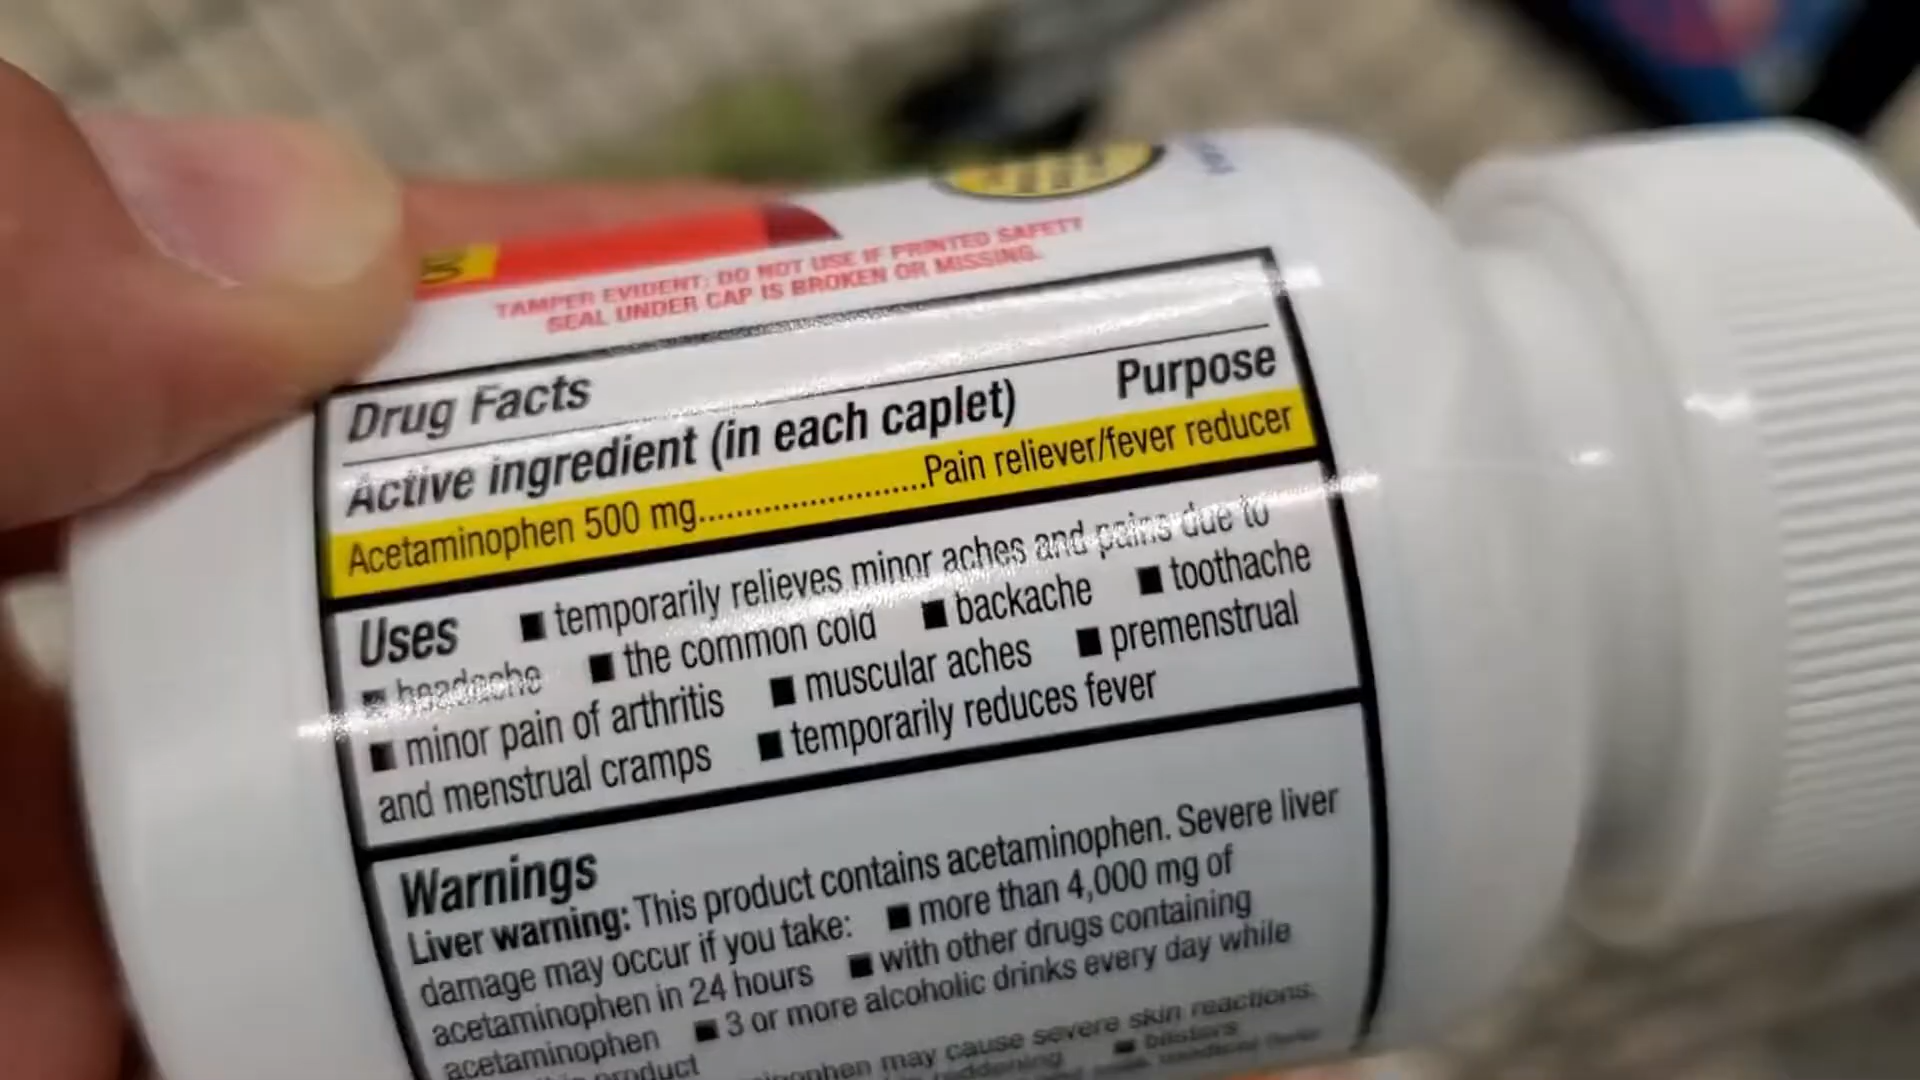 TAMPER EVIDENT: DO NOT USE IF PRINTED SAFETY
SEAL UNDER CAP IS BROKEN OR MISSING.
Drug Facts
Active ingredient (in each caplet) Purpose
Acetaminophen 500 mg......................Pain reliever/fever reducer
Uses ■ temporarily relieves minor aches and pains due to
■ headache ■ the common cold ■ backache ■ toothache
■ minor pain of arthritis ■ muscular aches ■ premenstrual
and menstrual cramps ■ temporarily reduces fever
Warnings
Liver warning: This product contains acetaminophen. Severe liver
damage may occur if you take: ■ more than 4,000 mg of
acetaminophen in 24 hours ■ with other drugs containing
acetaminophen ■ 3 or more alcoholic drinks every day while
product
may cause severe skin reactions.
reddening ■ blisters